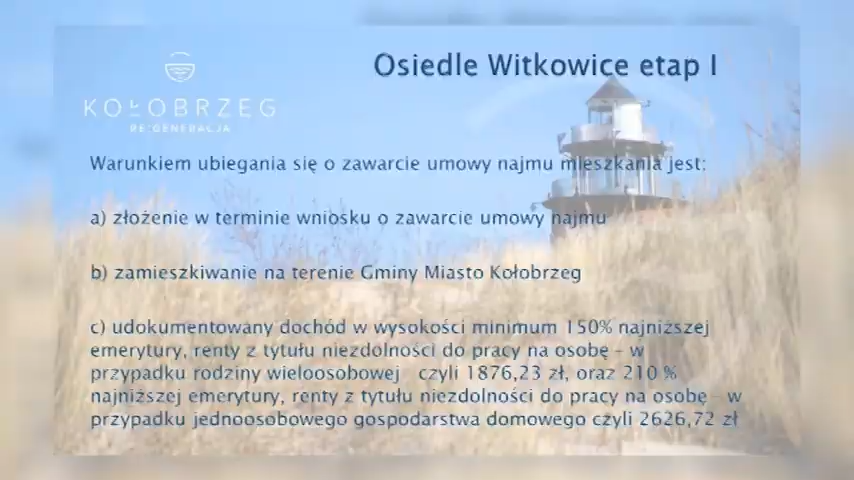 Osiedle Witkowice etap I
KOŁOBRZEG
RE:GENERACJA
Warunkiem ubiegania się o zawarcie umowy najmu mieszkania jest:
a) złożenie w terminie wniosku o zawarcie umowy najmu
b) zamieszkiwanie na terenie Gminy Miasto Kołobrzeg
c) udokumentowany dochód w wysokości minimum 150% najniższej
emerytury, renty z tytułu niezdolności do pracy na osobę – w
przypadku rodziny wieloosobowej czyli 1876,23 zł, oraz 210 %
najniższej emerytury, renty z tytułu niezdolności do pracy na osobę – w
przypadku jednoosobowego gospodarstwa domowego czyli 2626,72 zł